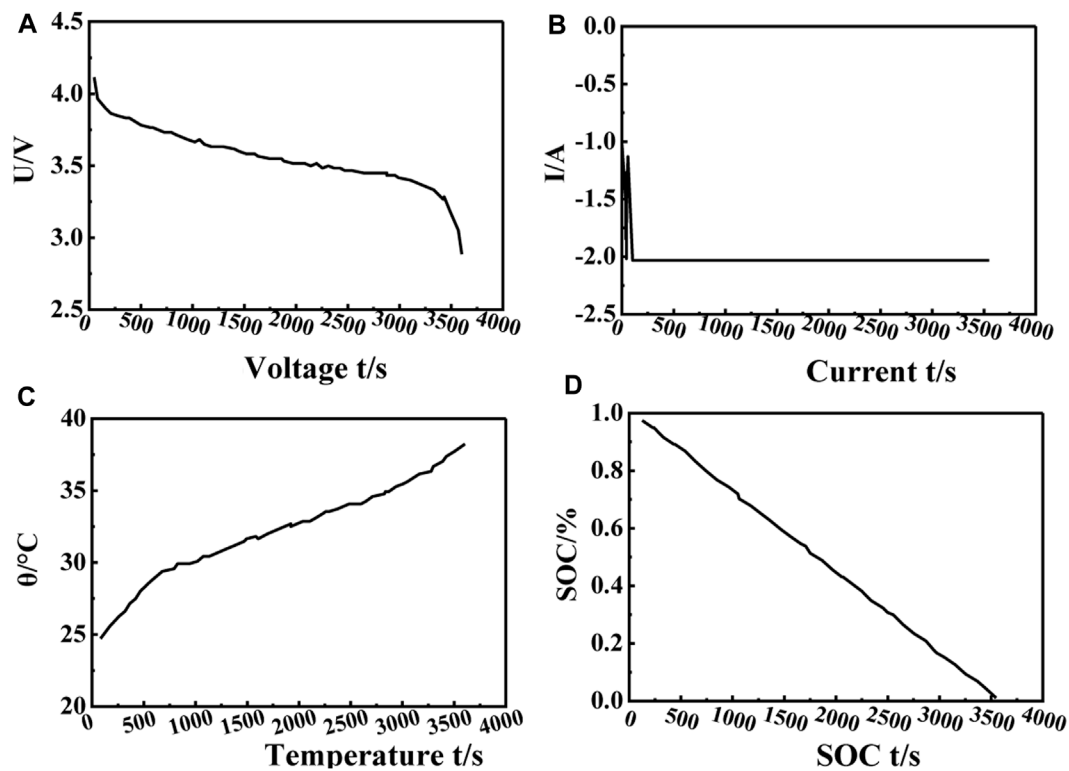 A
4.5
4.0
3.5
3.0
2.5
U/V
0 500 1000 1500 2000 2500 3000 3500 4000
Voltage t/s
B
0.0
-0.5
-1.0
-1.5
-2.0
-2.5
I/A
0 500 1000 1500 2000 2500 3000 3500 4000
Current t/s
C
40
35
30
25
20
θ/°C
0 500 1000 1500 2000 2500 3000 3500 4000
Temperature t/s
D
1.0
0.8
0.6
0.4
0.2
0.0
SOC/%
0 500 1000 1500 2000 2500 3000 3500 4000
SOC t/s